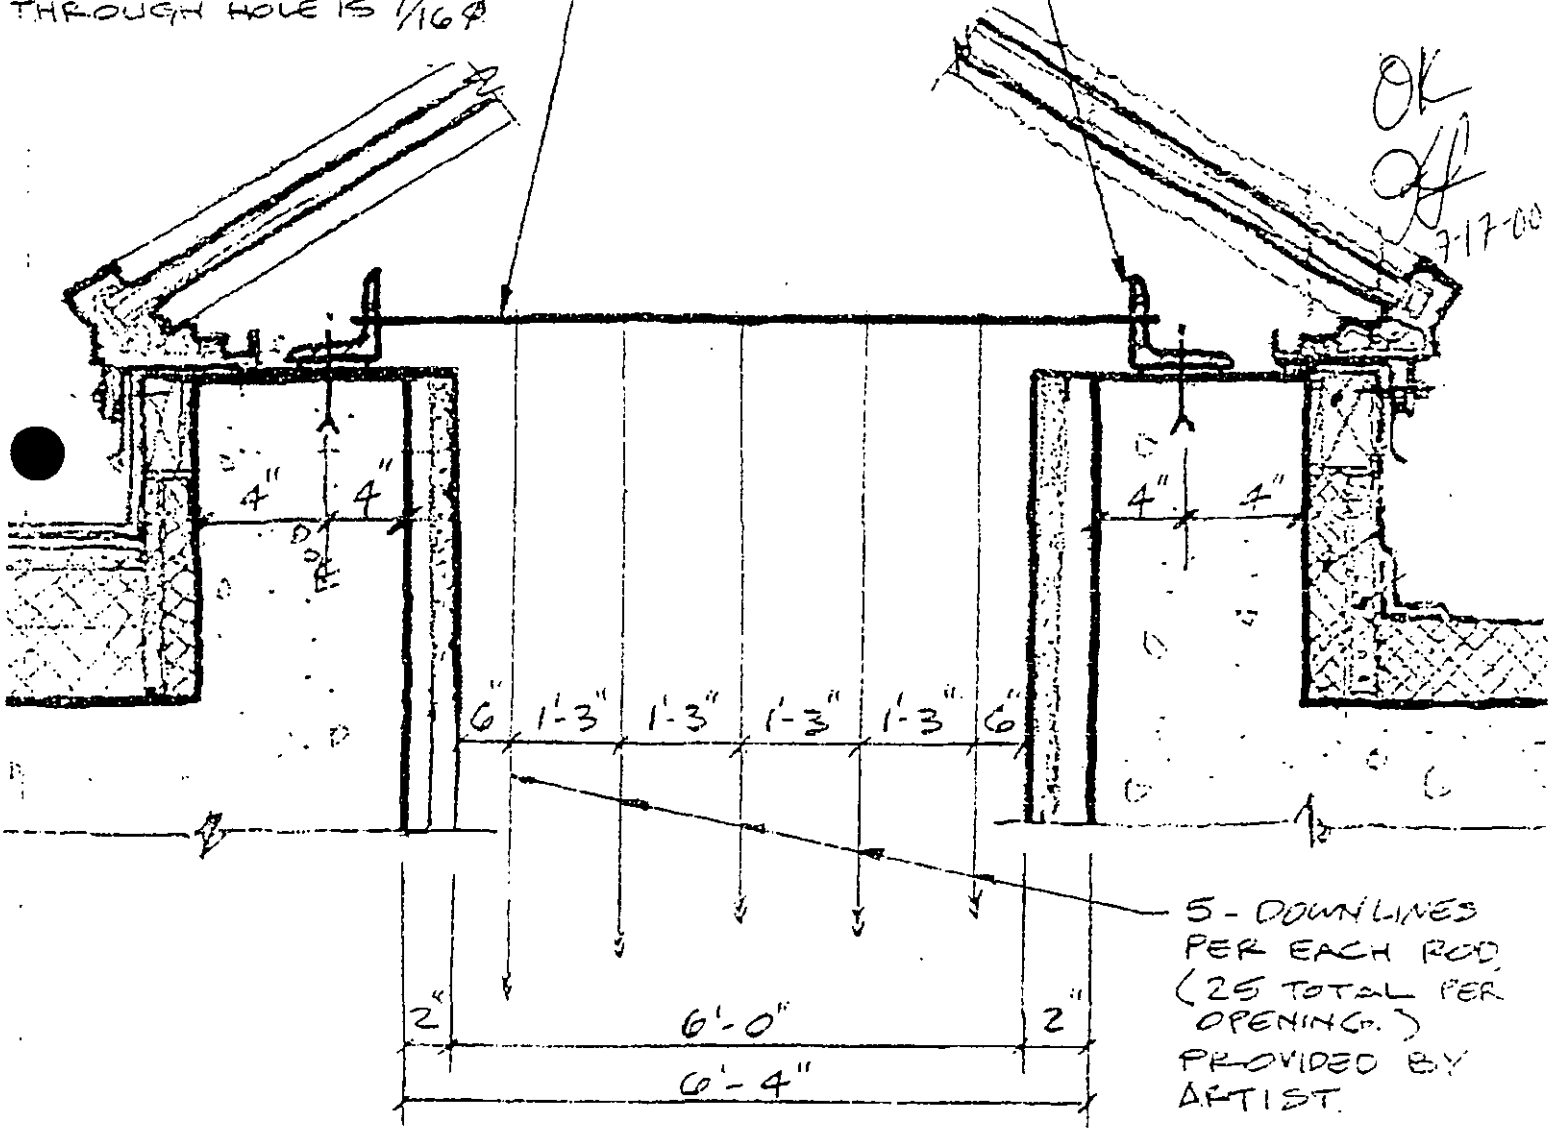 THROUGH HOLE IS 1/16 Ø
OK
7-17-00
4" 4"
4" 4"
6" 1'-3" 1'-3" 1'-3" 1'-3" 6"
5 - DOWNLINES
PER EACH ROD
(25 TOTAL PER
OPENING.)
PROVIDED BY
ARTIST.
2" 6'-0" 2"
6'-4"